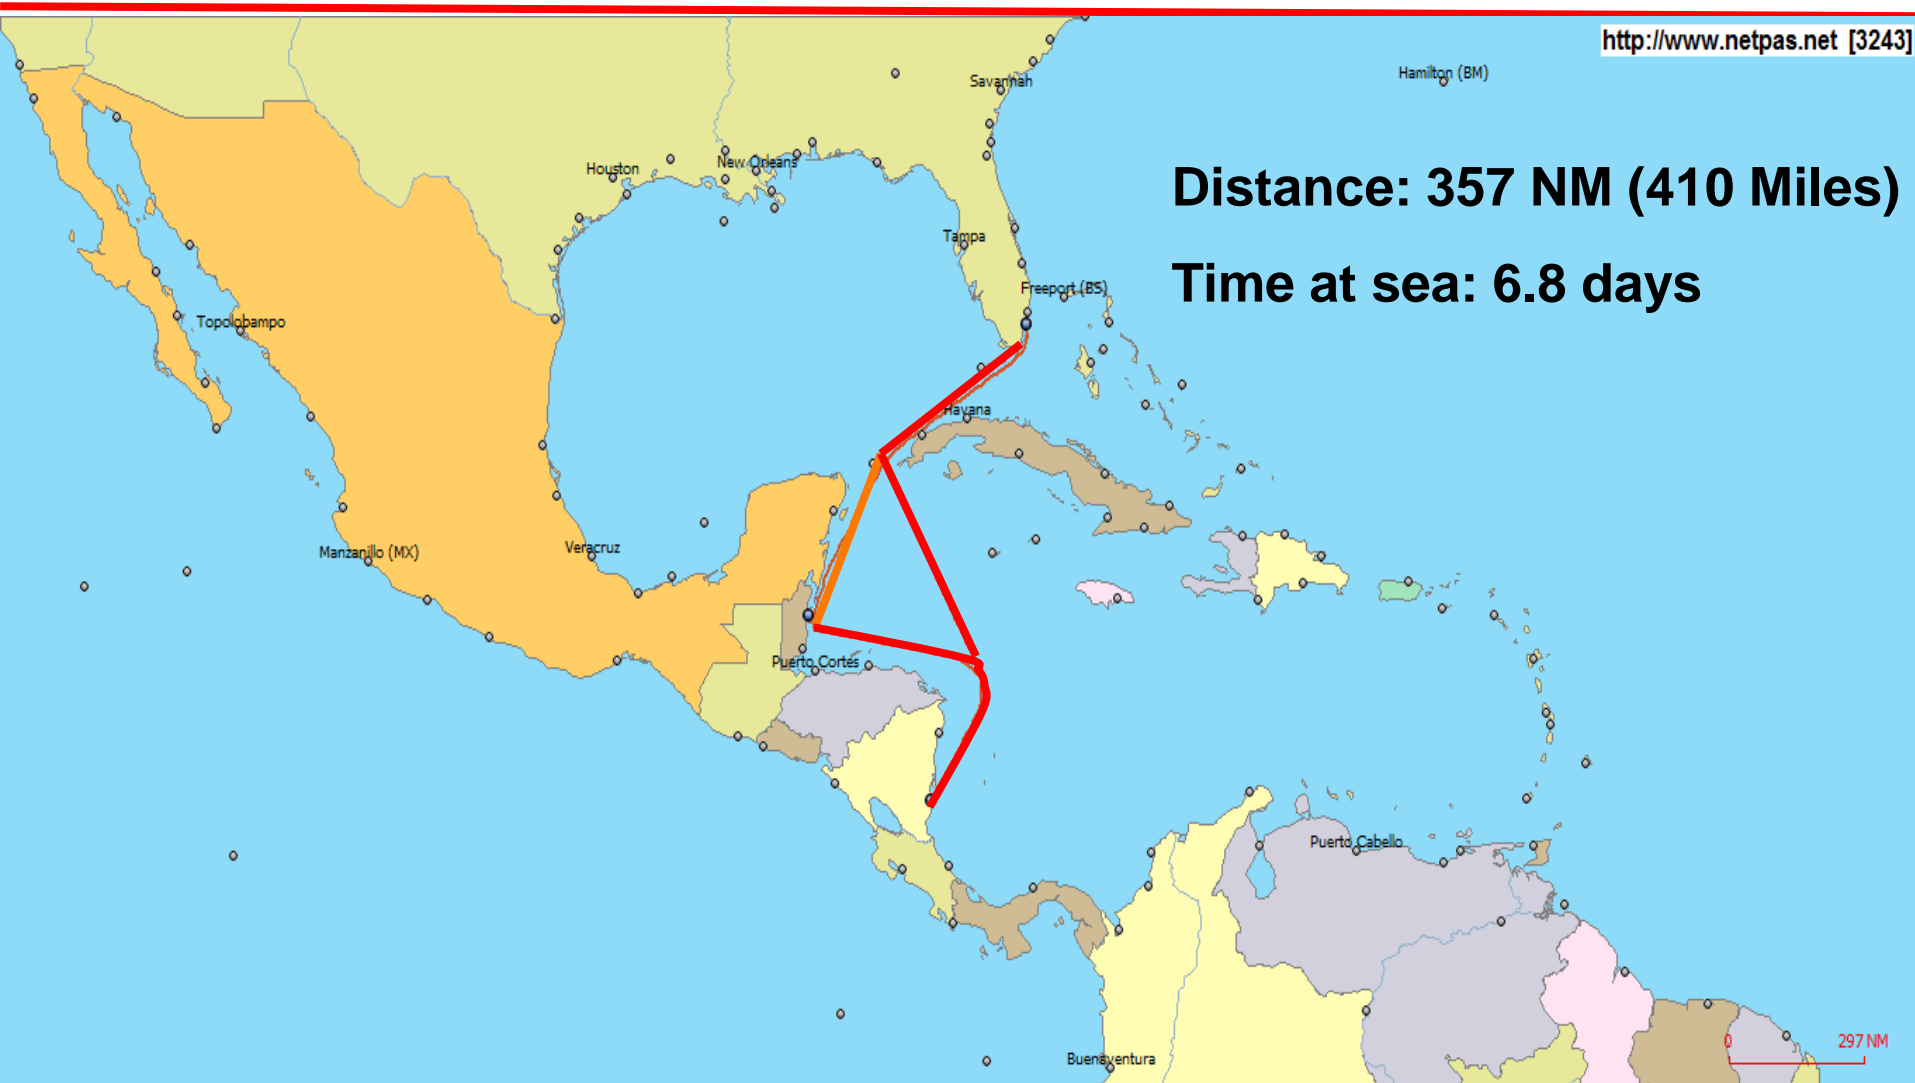 http://www.netpas.net [3243]
Hamilton (BM)
Savannah
Houston
New Orleans
Distance: 357 NM (410 Miles)
Tampa
Time at sea: 6.8 days
Freeport (BS)
Topolobampo
Havana
Manzanillo (MX)
Veracruz
Puerto Cortes
Puerto Cabello
0 297 NM
Buenaventura